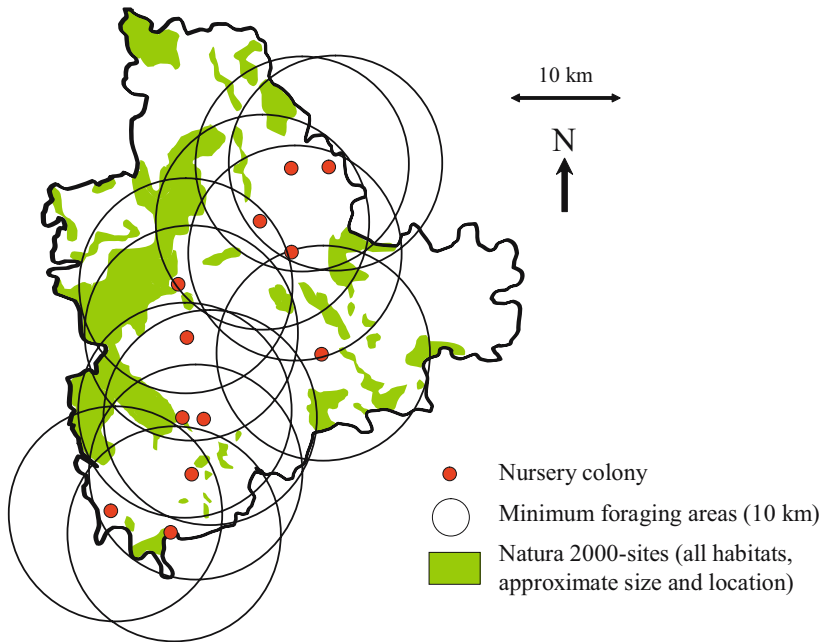 10 km
N
Nursery colony
Minimum foraging areas (10 km)
Natura 2000-sites (all habitats,
approximate size and location)